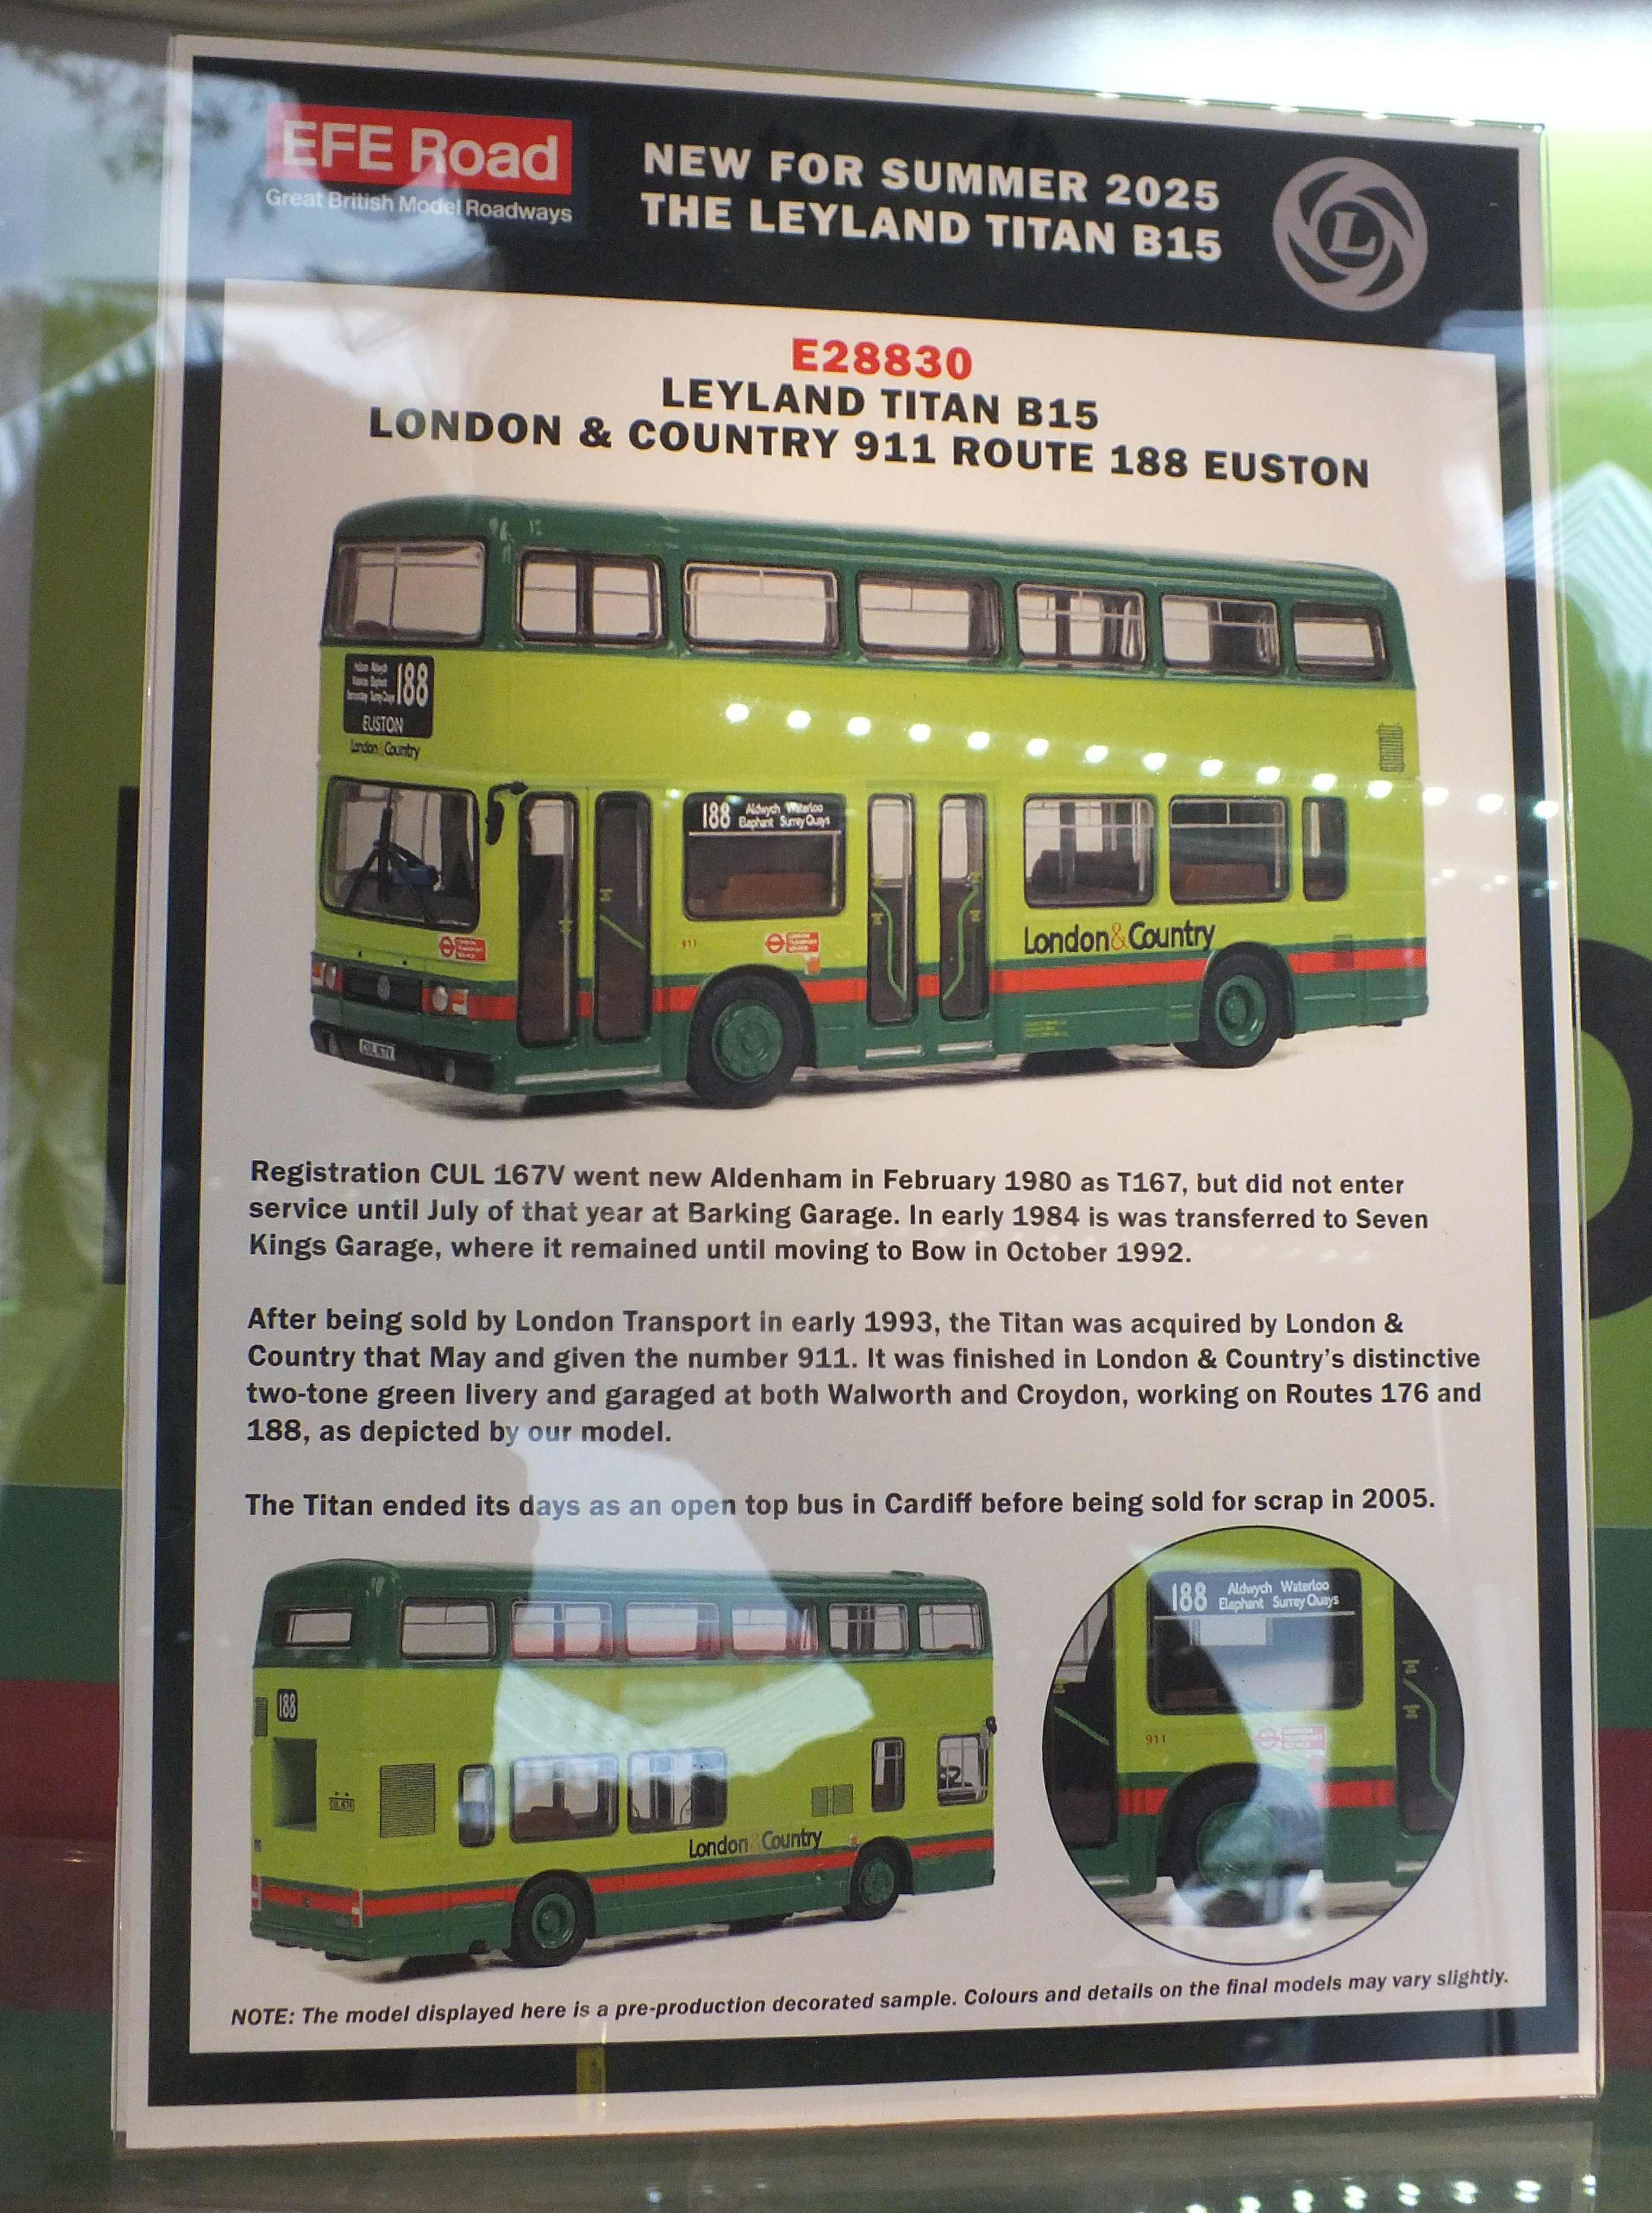 EFE Road
Great British Model Roadways
NEW FOR SUMMER 2025
THE LEYLAND TITAN B15
L
E28830
LEYLAND TITAN B15
LONDON & COUNTRY 911 ROUTE 188 EUSTON
188
EUSTON
London & Country
188 Aldwych Waterloo
Elephant Surrey Quays
911
London & Country
CUL 167V
Registration CUL 167V went new Aldenham in February 1980 as T167, but did not enter
service until July of that year at Barking Garage. In early 1984 is was transferred to Seven
Kings Garage, where it remained until moving to Bow in October 1992.
After being sold by London Transport in early 1993, the Titan was acquired by London &
Country that May and given the number 911. It was finished in London & Country's distinctive
two-tone green livery and garaged at both Walworth and Croydon, working on Routes 176 and
188, as depicted by our model.
The Titan ended its days as an open top bus in Cardiff before being sold for scrap in 2005.
188
London & Country
188 Aldwych Waterloo
Elephant Surrey Quays
911
NOTE: The model displayed here is a pre-production decorated sample. Colours and details on the final models may vary slightly.